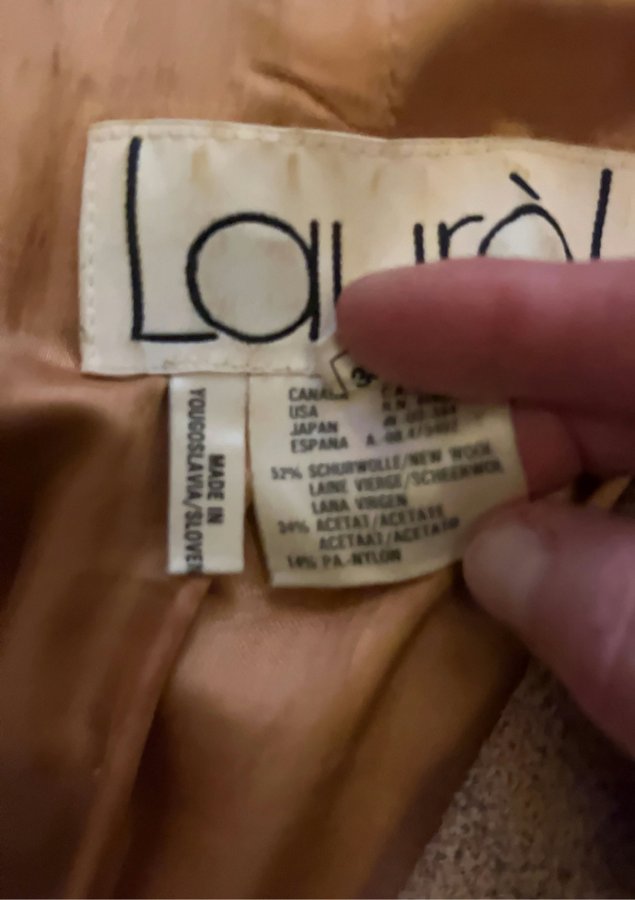 Laurèl
MADE IN
YOUGOSLAVIA/SLOVEN
CANADA
USA
JAPAN
ESPANA
52% SCHURWOLLE/NEW WOOL
LAINE VIERGE/SCHEERWOL
LANA VIRGEN
34% ACETAT/ACETATE
ACETAAT/ACETATO
14% PA-NYLON